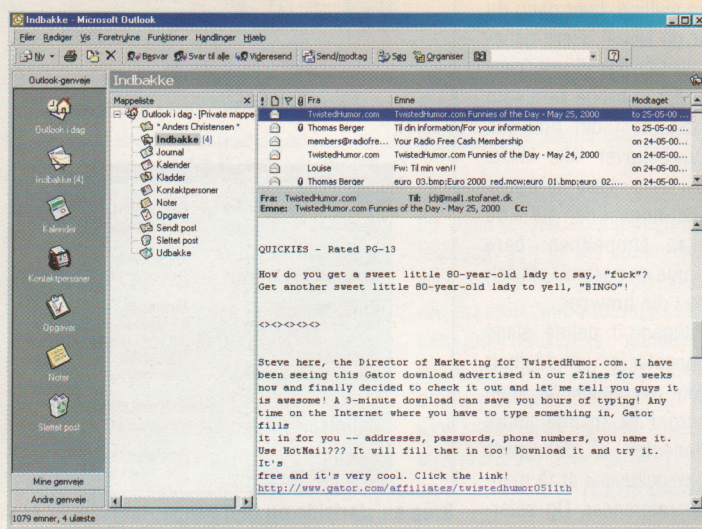 Indbakke - Microsoft Outlook
Filer Rediger Vis Foretrukne Funktioner Handlinger Hjælp
Ny Besvar Svar til alle Videresend Send/modtag Søg Organiser
Outlook-genveje
Outlook i dag
Indbakke (4)
Kalender
Kontaktpersoner
Opgaver
Noter
Slettet post
Mine genveje
Andre genveje
Indbakke
Mappeliste
Outlook i dag - [Private mappe
* Anders Christensen *
Indbakke (4)
Journal
Kalender
Kladder
Kontaktpersoner
Noter
Opgaver
Sendt post
Slettet post
Udbakke
Fra Emne Modtaget
TwistedHumor.com TwistedHumor.com Funnies of the Day - May 25, 2000 to 25-05-00 ...
Thomas Berger Til din information/For your information to 25-05-00 ...
members@radiofre... Your Radio Free Cash Membership on 24-05-00...
TwistedHumor.com TwistedHumor.com Funnies of the Day - May 24, 2000 on 24-05-00...
Louise Fw: Til min ven!! on 24-05-00...
Thomas Berger euro 03.bmp;Euro 2000 red.mcw;euro 01.bmp;euro 02.... on 24-05-00...
Fra: TwistedHumor.com Til: jdj@mail1.stofanet.dk
Emne: TwistedHumor.com Funnies of the Day - May 25, 2000 Cc:
QUICKIES - Rated PG-13
How do you get a sweet little 80-year-old lady to say, "fuck"?
Get another sweet little 80-year-old lady to yell, "BINGO"!
<><><><><>
Steve here, the Director of Marketing for TwistedHumor.com. I have
been seeing this Gator download advertised in our eZines for weeks
now and finally decided to check it out and let me tell you guys it
is awesome! A 3-minute download can save you hours of typing! Any
time on the Internet where you have to type something in, Gator
fills
it in for you -- addresses, passwords, phone numbers, you name it.
Use HotMail??? It will fill that in too! Download it and try it.
It's
free and it's very cool. Click the link!
http://www.gator.com/affiliates/twistedhumor0511th
1079 emner, 4 ulæste